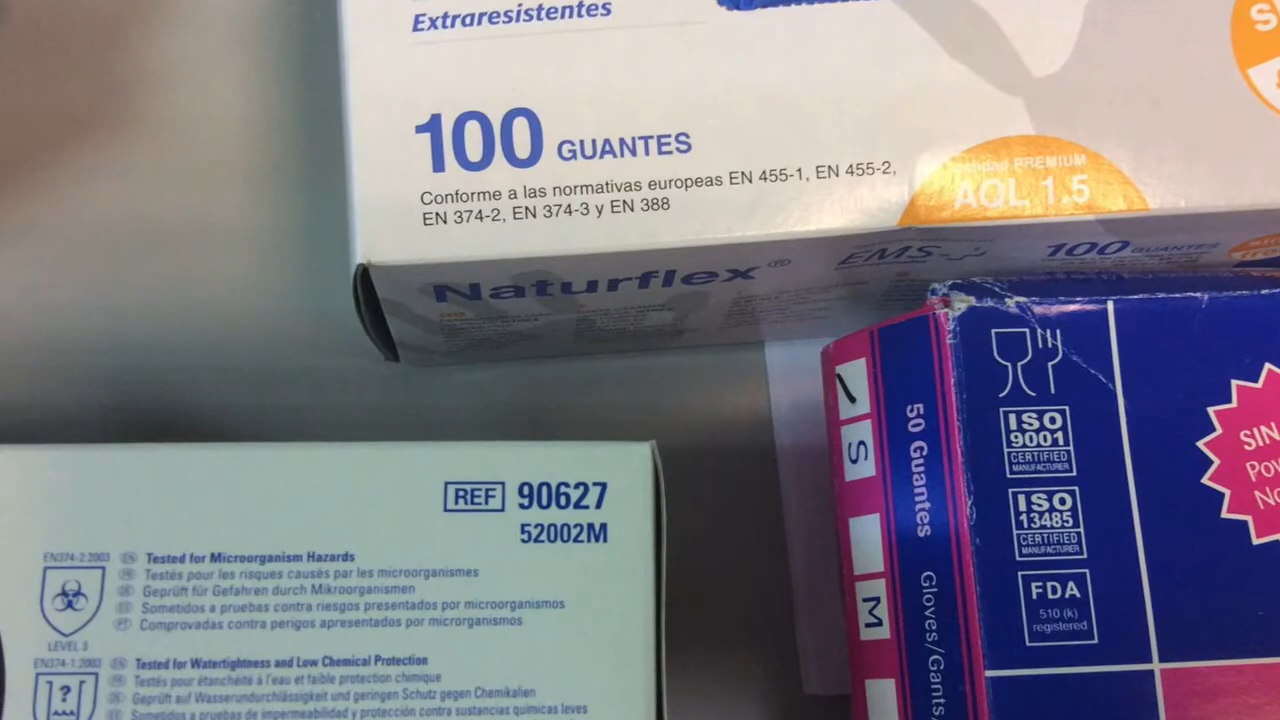 Extraresistentes
100 GUANTES
Conforme a las normativas europeas EN 455-1, EN 455-2,
EN 374-2, EN 374-3 y EN 388
PREMIUM
AQL 1.5
Naturflex®
EMS
100 GUANTES
REF 90627
52002M
EN374-2:2003
Tested for Microorganism Hazards
Testés pour les risques causés par les microorganismes
Geprüft für Gefahren durch Mikroorganismen
Sometidos a pruebas contra riesgos presentados por microorganismos
Comprovadas contra perigos apresentados por microrganismos
LEVEL 3
EN374-1:2003
Tested for Watertightness and Low Chemical Protection
Testés pour étanchéité à l'eau et faible protection chimique
Geprüft auf Wasserundurchlässigkeit und geringen Schutz gegen Chemikalien
Sometidos a pruebas de impermeabilidad y protección contra sustancias químicas leves
S
M
50 Guantes
Gloves/Gants/
ISO
9001
CERTIFIED
MANUFACTURER
ISO
13485
CERTIFIED
MANUFACTURER
FDA
510 (k)
registered
SIN